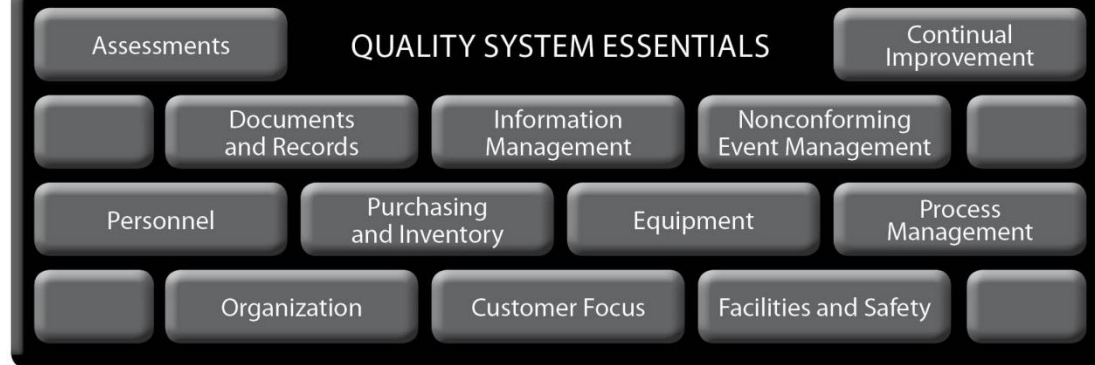 Assessments
QUALITY SYSTEM ESSENTIALS
Continual
Improvement
Documents
and Records
Information
Management
Nonconforming
Event Management
Personnel
Purchasing
and Inventory
Equipment
Process
Management
Organization
Customer Focus
Facilities and Safety